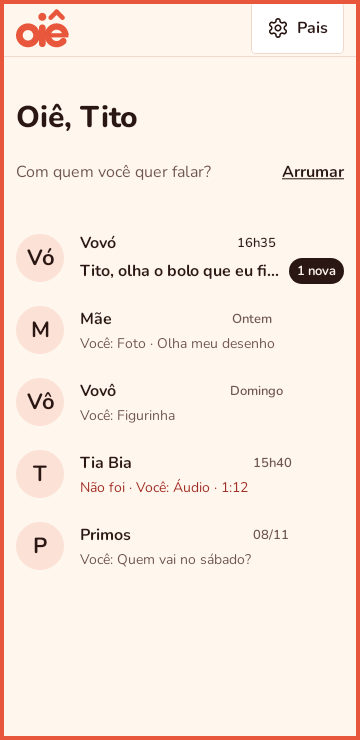 oiê
Pais
Oiê, Tito
Com quem você quer falar?
Arrumar
Vó
Vovó
16h35
Tito, olha o bolo que eu fi...
1 nova
M
Mãe
Ontem
Você: Foto · Olha meu desenho
Vô
Vovô
Domingo
Você: Figurinha
T
Tia Bia
15h40
Não foi · Você: Áudio · 1:12
P
Primos
08/11
Você: Quem vai no sábado?